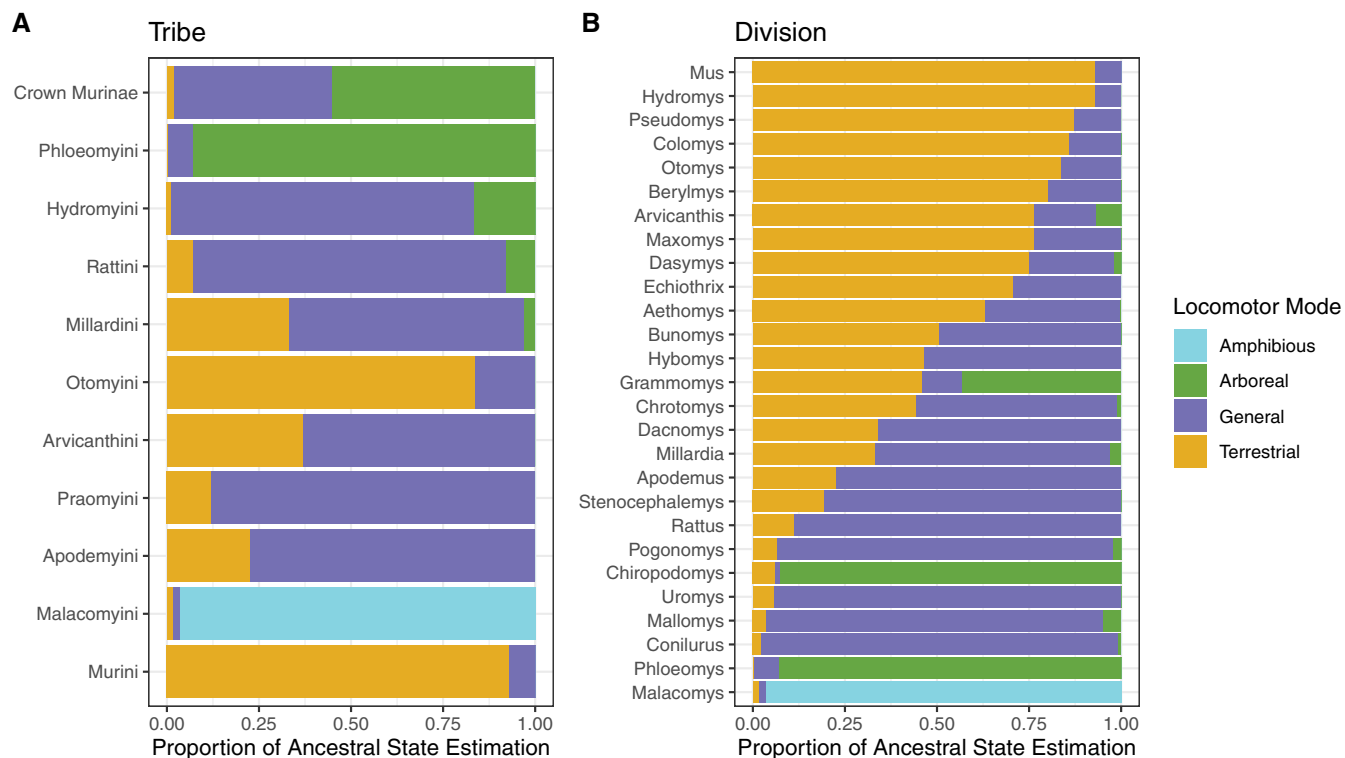 A
Tribe
Crown Murinae
Phloeomyini
Hydromyini
Rattini
Millardini
Otomyini
Arvicanthini
Praomyini
Apodemyini
Malacomyini
Murini
0.00 0.25 0.50 0.75 1.00
Proportion of Ancestral State Estimation
B
Division
Mus
Hydromys
Pseudomys
Colomys
Otomys
Berylmys
Arvicanthis
Maxomys
Dasymys
Echiothrix
Aethomys
Bunomys
Hybomys
Grammomys
Chrotomys
Dacnomys
Millardia
Apodemus
Stenocephalemys
Rattus
Pogonomys
Chiropodomys
Uromys
Mallomys
Conilurus
Phloeomys
Malacomys
0.00 0.25 0.50 0.75 1.00
Proportion of Ancestral State Estimation
Locomotor Mode
Amphibious
Arboreal
General
Terrestrial